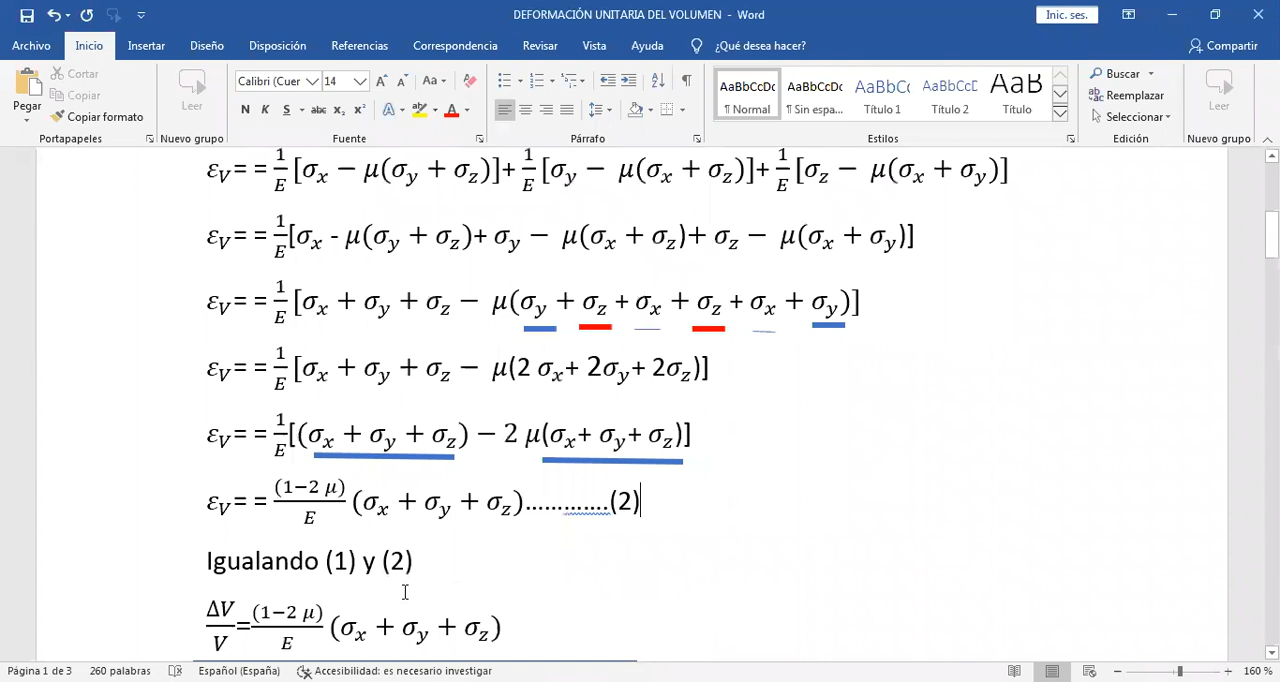 DEFORMACIÓN UNITARIA DEL VOLUMEN - Word
Inic. ses.
Archivo Inicio Insertar Diseño Disposición Referencias Correspondencia Revisar Vista Ayuda ¿Qué desea hacer? Compartir
Pegar
Cortar
Copiar
Copiar formato
Portapapeles
Leer
Nuevo grupo
Calibri (Cuer 14 A A Aa
N K S abc x₂ x² A A
Fuente
Párrafo
AaBbCcDc AaBbCcDc AaBbCc AaBbCcD AaB
¶ Normal ¶ Sin espa... Título 1 Título 2 Título
Estilos
Buscar
Reemplazar
Seleccionar
Edición
Leer
Nuevo grupo
ε_V= = 1/E [σ_x − μ(σ_y + σ_z)]+ 1/E [σ_y − μ(σ_x + σ_z)]+ 1/E [σ_z − μ(σ_x + σ_y)]
ε_V= = 1/E [σ_x - μ(σ_y + σ_z)+ σ_y − μ(σ_x + σ_z)+ σ_z − μ(σ_x + σ_y)]
ε_V= = 1/E [σ_x + σ_y + σ_z − μ(σ_y + σ_z + σ_x + σ_z + σ_x + σ_y)]
ε_V= = 1/E [σ_x + σ_y + σ_z − μ(2 σ_x+ 2σ_y+ 2σ_z)]
ε_V= = 1/E [(σ_x + σ_y + σ_z) − 2 μ(σ_x+ σ_y+ σ_z)]
ε_V= = (1−2 μ)/E (σ_x + σ_y + σ_z).............(2)
Igualando (1) y (2)
ΔV/V=(1−2 μ)/E (σ_x + σ_y + σ_z)
Página 1 de 3 260 palabras Español (España) Accesibilidad: es necesario investigar 160 %